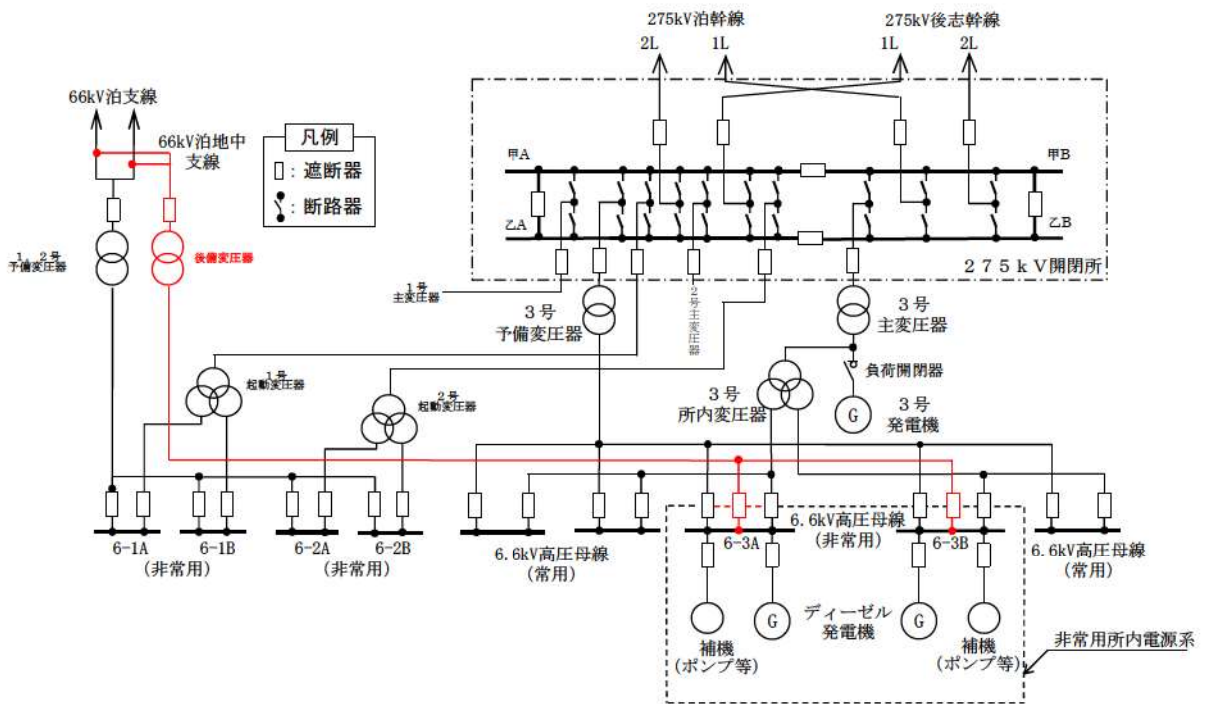 275kV泊幹線
275kV後志幹線
2L
1L
1L
2L
66kV泊支線
66kV泊地中
支線
凡例
：遮断器
：断路器
甲A
甲B
乙A
乙B
275kV開閉所
1，2号
予備変圧器
後備変圧器
1号
主変圧器
3号
予備変圧器
2号主変圧器
3号
主変圧器
1号
起動変圧器
2号
起動変圧器
3号
所内変圧器
負荷開閉器
G
3号
発電機
6-1A
6-1B
(非常用)
6-2A
6-2B
(非常用)
6.6kV高圧母線
(常用)
6.6kV高圧母線
(非常用)
6-3A
6-3B
6.6kV高圧母線
(常用)
G
ディーゼル
発電機
G
補機
(ポンプ等)
補機
(ポンプ等)
非常用所内電源系